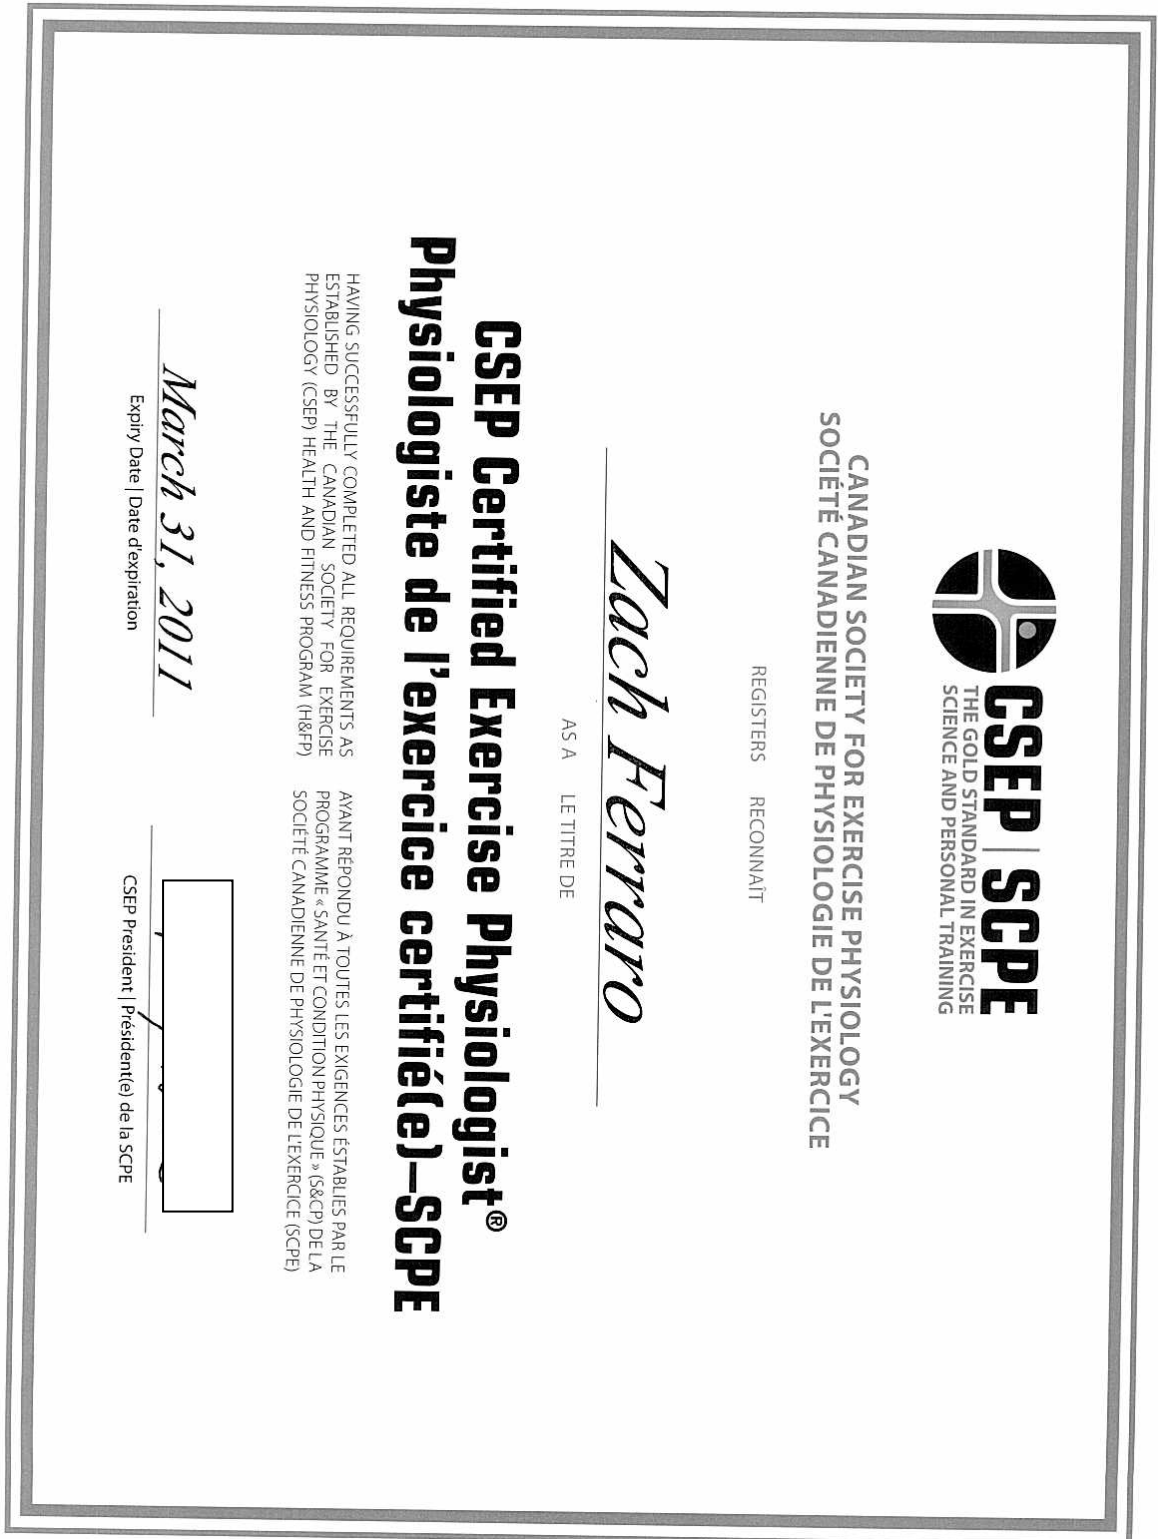 CSEP | SCPE
THE GOLD STANDARD IN EXERCISE
SCIENCE AND PERSONAL TRAINING
CANADIAN SOCIETY FOR EXERCISE PHYSIOLOGY
SOCIÉTÉ CANADIENNE DE PHYSIOLOGIE DE L'EXERCICE
REGISTERS RECONNAÎT
Zach Ferraro
AS A LE TITRE DE
CSEP Certified Exercise Physiologist®
Physiologiste de l'exercice certifié(e)–SCPE
HAVING SUCCESSFULLY COMPLETED ALL REQUIREMENTS AS
ESTABLISHED BY THE CANADIAN SOCIETY FOR EXERCISE
PHYSIOLOGY (CSEP) HEALTH AND FITNESS PROGRAM (H&FP)
AYANT RÉPONDU À TOUTES LES EXIGENCES ÉSTABLIES PAR LE
PROGRAMME « SANTÉ ET CONDITION PHYSIQUE » (S&CP) DE LA
SOCIÉTÉ CANADIENNE DE PHYSIOLOGIE DE L'EXERCICE (SCPE)
March 31, 2011
Expiry Date | Date d'expiration
CSEP President | Président(e) de la SCPE